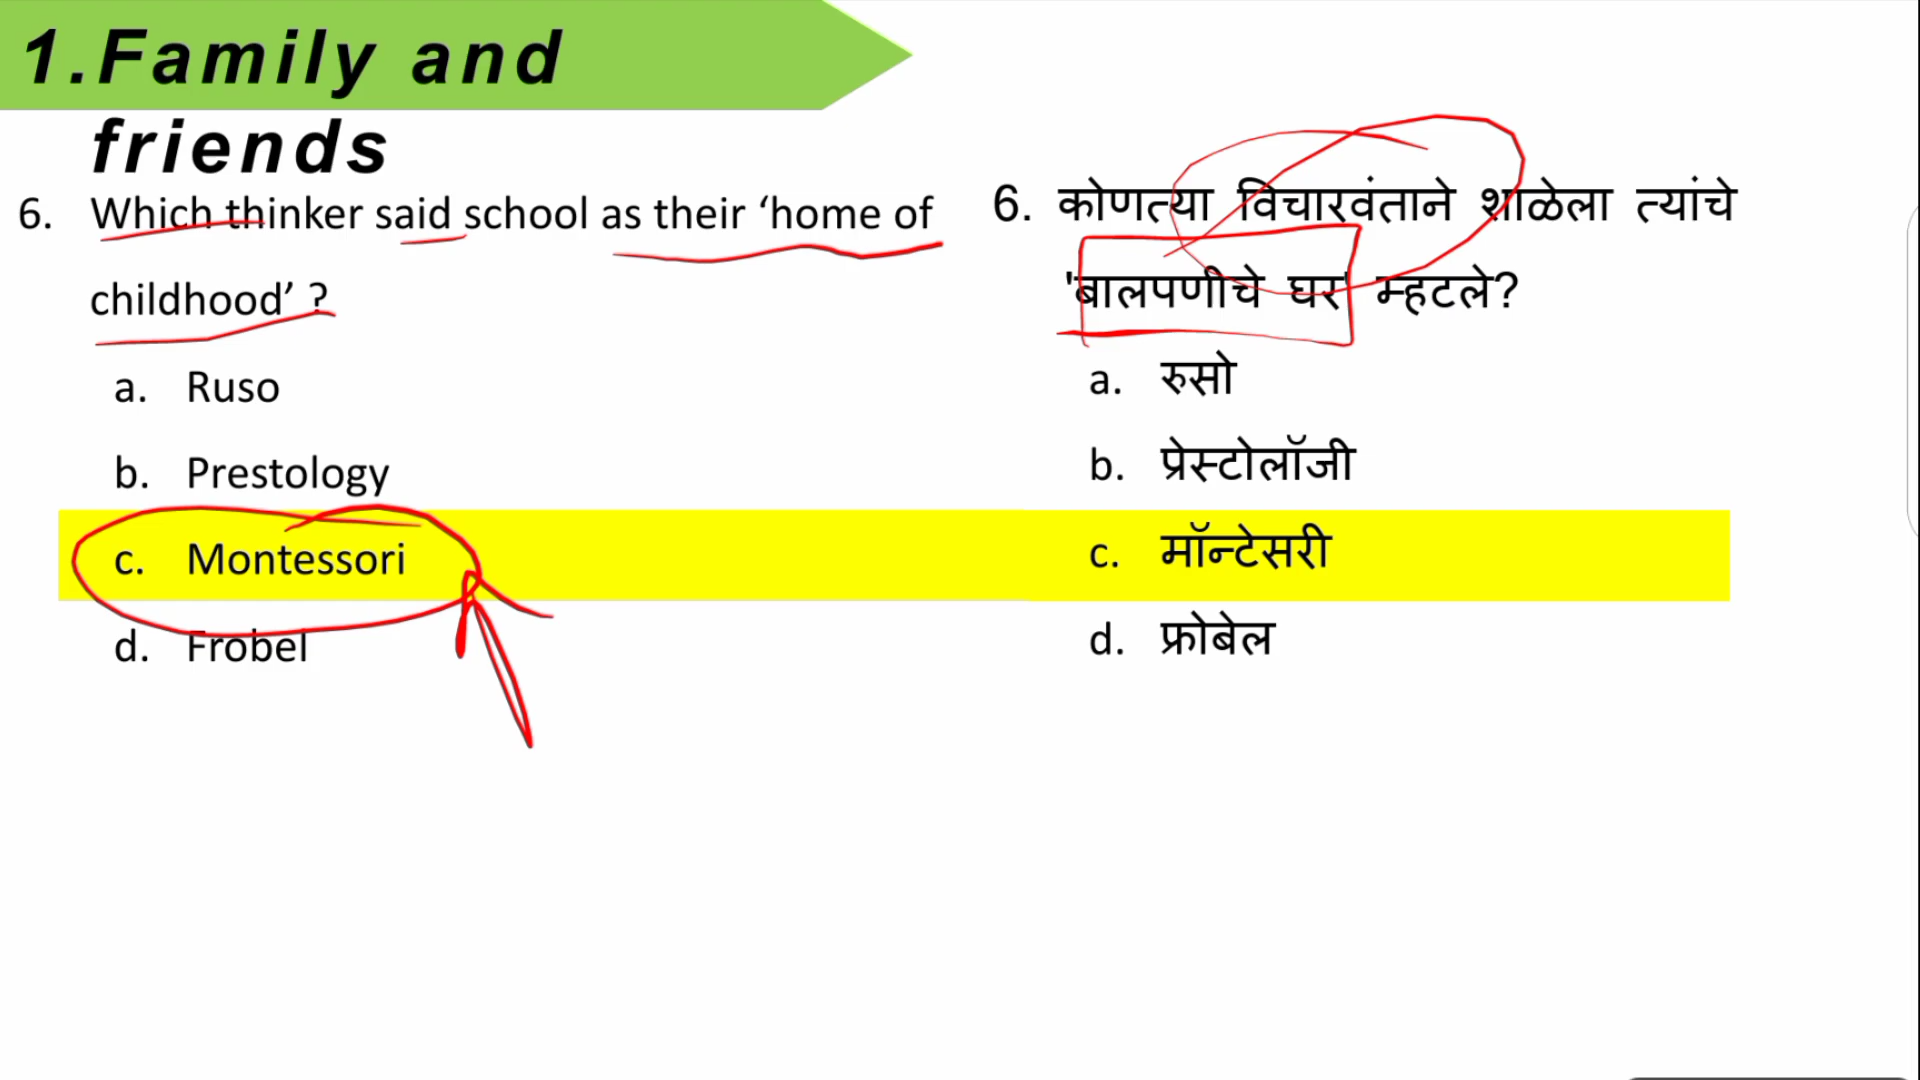 1.Family and
friends
6. Which thinker said school as their ‘home of
childhood’ ?
a. Ruso
b. Prestology
c. Montessori
d. Frobel
6. कोणत्या विचारवंताने शाळेला त्यांचे
'बालपणीचे घर' म्हटले?
a. रुसो
b. प्रेस्टोलॉजी
c. मॉन्टेसरी
d. फ्रोबेल